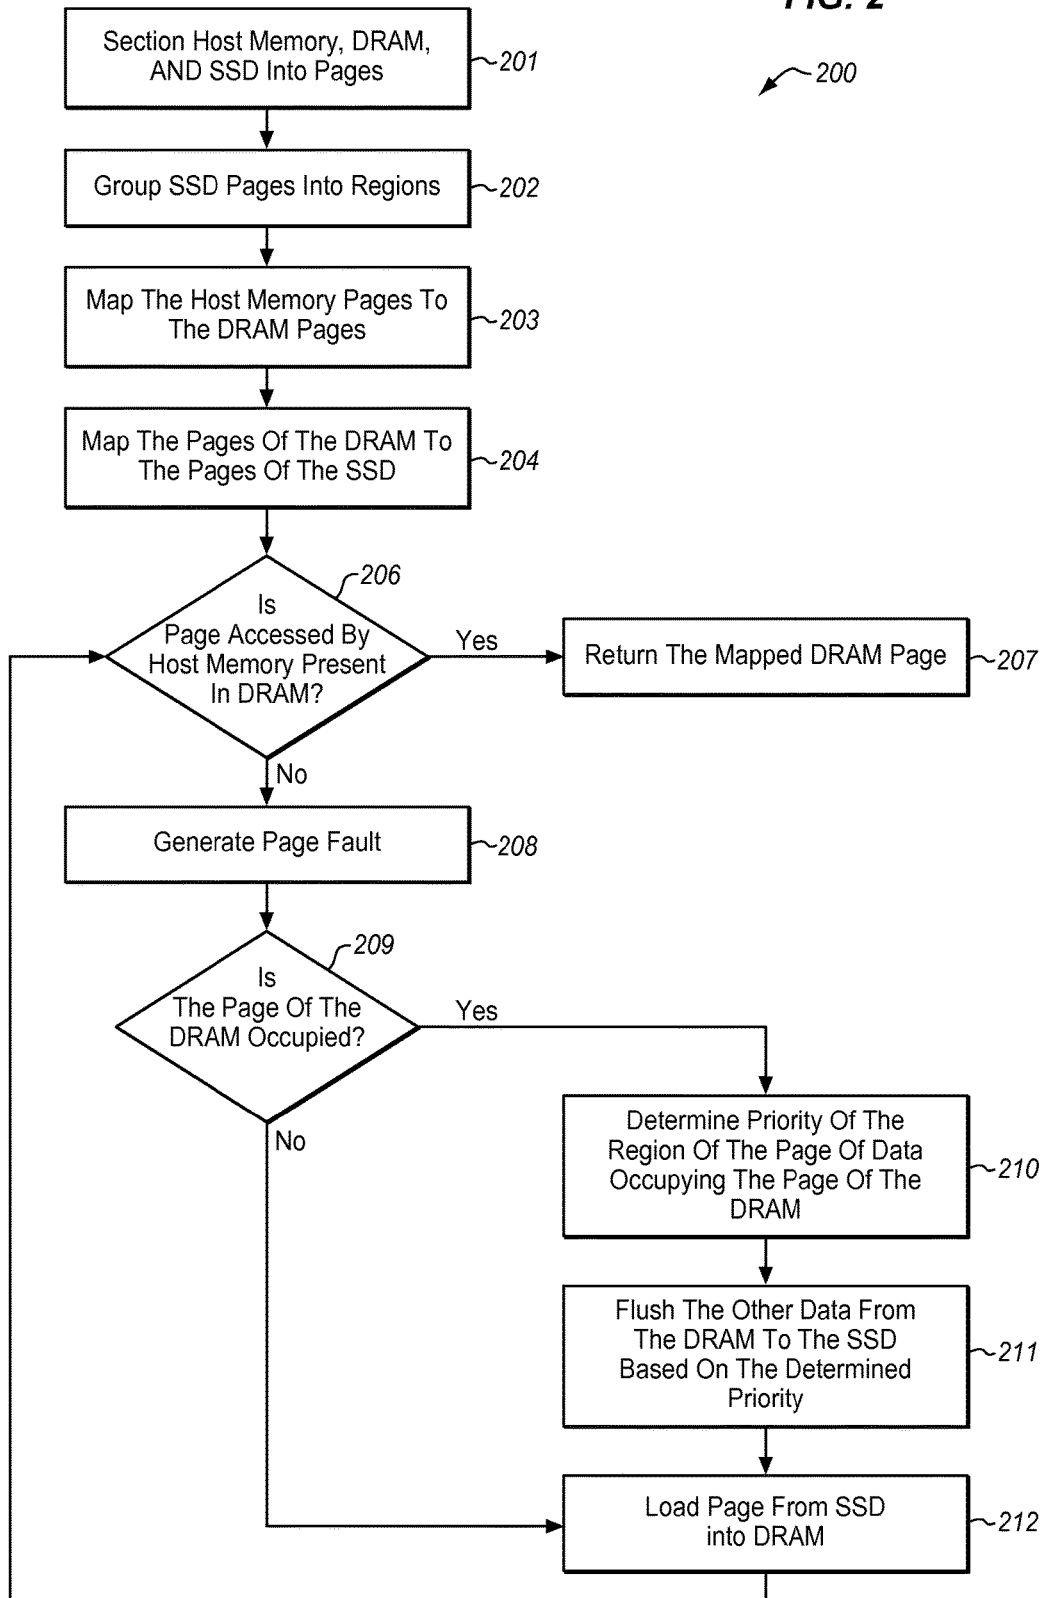 FIG. 2
200
Section Host Memory, DRAM,
AND SSD Into Pages
201
Group SSD Pages Into Regions
202
Map The Host Memory Pages To
The DRAM Pages
203
Map The Pages Of The DRAM To
The Pages Of The SSD
204
206
Is
Page Accessed By
Host Memory Present
In DRAM?
Yes
Return The Mapped DRAM Page
207
No
Generate Page Fault
208
209
Is
The Page Of The
DRAM Occupied?
Yes
No
Determine Priority Of The
Region Of The Page Of Data
Occupying The Page Of The
DRAM
210
Flush The Other Data From
The DRAM To The SSD
Based On The Determined
Priority
211
Load Page From SSD
into DRAM
212